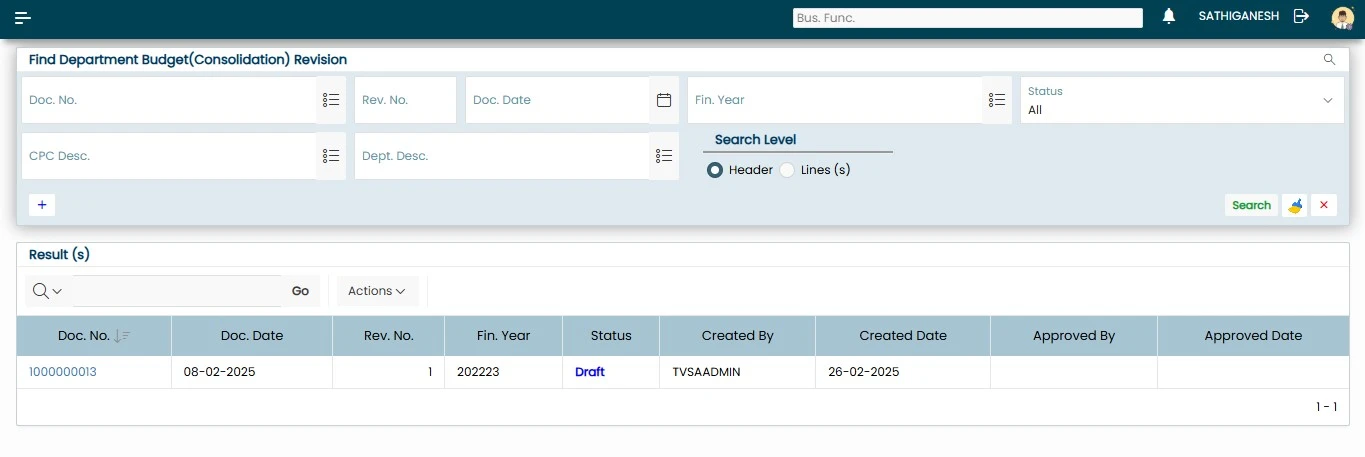 Bus. Func.
SATHIGANESH
Find Department Budget(Consolidation) Revision
Doc. No.
Rev. No.
Doc. Date
Fin. Year
Status
All
CPC Desc.
Dept. Desc.
Search Level
Header
Lines (s)
+
Search
Result (s)
Go
Actions
Doc. No. Doc. Date Rev. No. Fin. Year Status Created By Created Date Approved By Approved Date
1000000013 08-02-2025 1 202223 Draft TVSAADMIN 26-02-2025
1 - 1